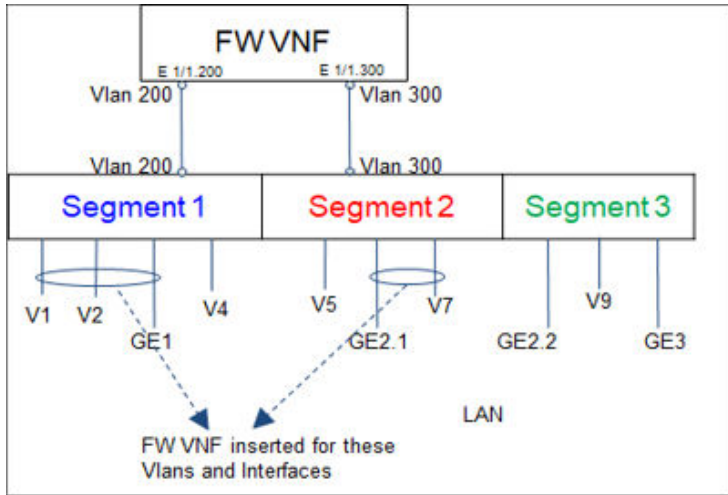 FW VNF
E 1/1.200 E 1/1.300
Vlan 200 Vlan 300
Vlan 200 Vlan 300
Segment 1 Segment 2 Segment 3
V1 V2 GE1 V4 V5 GE2.1 V7 GE2.2 V9 GE3
LAN
FW VNF inserted for these
Vlans and Interfaces